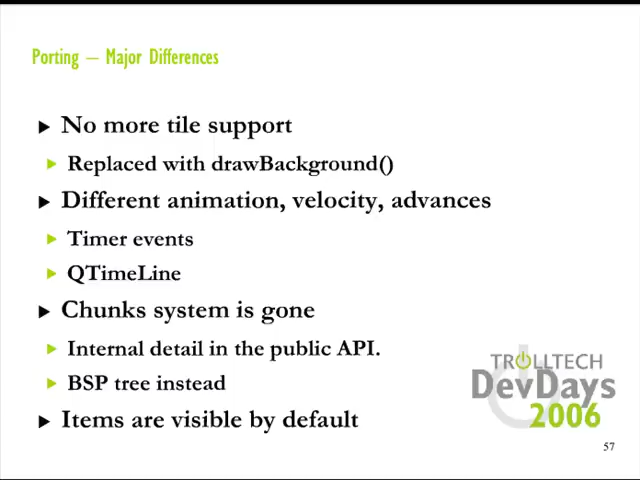 Porting – Major Differences
No more tile support
Replaced with drawBackground()
Different animation, velocity, advances
Timer events
QTimeLine
Chunks system is gone
Internal detail in the public API.
BSP tree instead
Items are visible by default
TROLLTECH
DevDays
2006
57